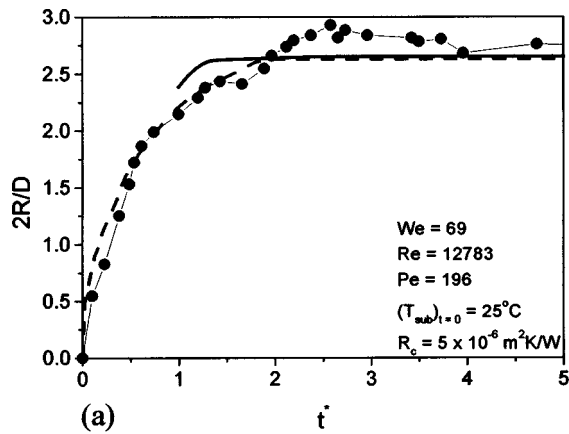 3.0
2.5
2.0
1.5
1.0
0.5
0.0
2R/D
We = 69
Re = 12783
Pe = 196
(T_sub)_t = 0 = 25°C
R_c = 5 x 10⁻⁶ m²K/W
0 1 2 3 4 5
(a) t*